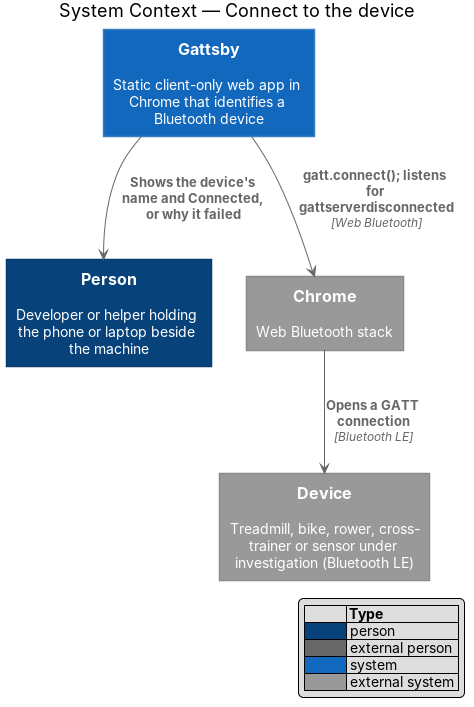 System Context — Connect to the device
Gattsby
Static client-only web app in
Chrome that identifies a
Bluetooth device
Shows the device's
name and Connected,
or why it failed
gatt.connect(); listens
for
gattserverdisconnected
[Web Bluetooth]
Person
Developer or helper holding
the phone or laptop beside
the machine
Chrome
Web Bluetooth stack
Opens a GATT
connection
[Bluetooth LE]
Device
Treadmill, bike, rower, cross-
trainer or sensor under
investigation (Bluetooth LE)
Type
person
external person
system
external system